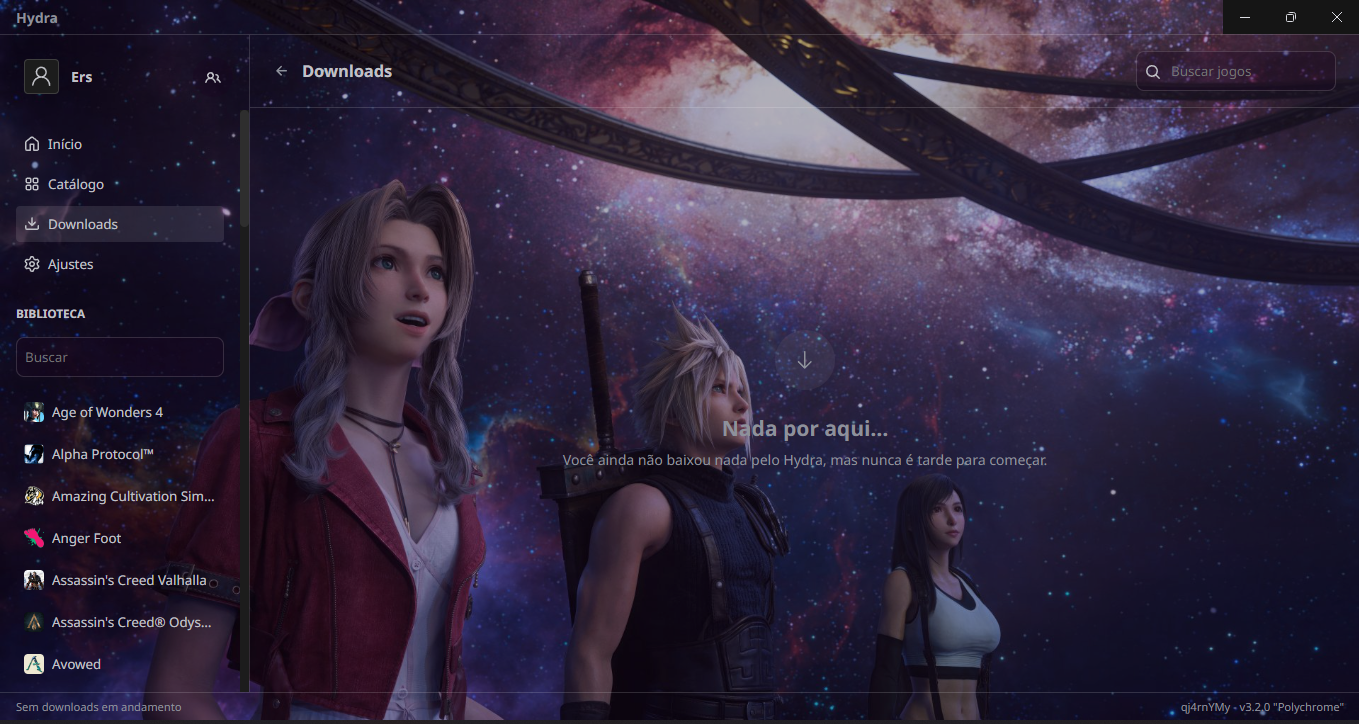 Hydra
Ers
Downloads
Buscar jogos
Início
Catálogo
Downloads
Ajustes
BIBLIOTECA
Buscar
Age of Wonders 4
Alpha Protocol™
Amazing Cultivation Sim...
Anger Foot
Assassin's Creed Valhalla
Assassin's Creed® Odys...
Avowed
Nada por aqui...
Você ainda não baixou nada pelo Hydra, mas nunca é tarde para começar.
Sem downloads em andamento
qj4rnYMy - v3.2.0 "Polychrome"